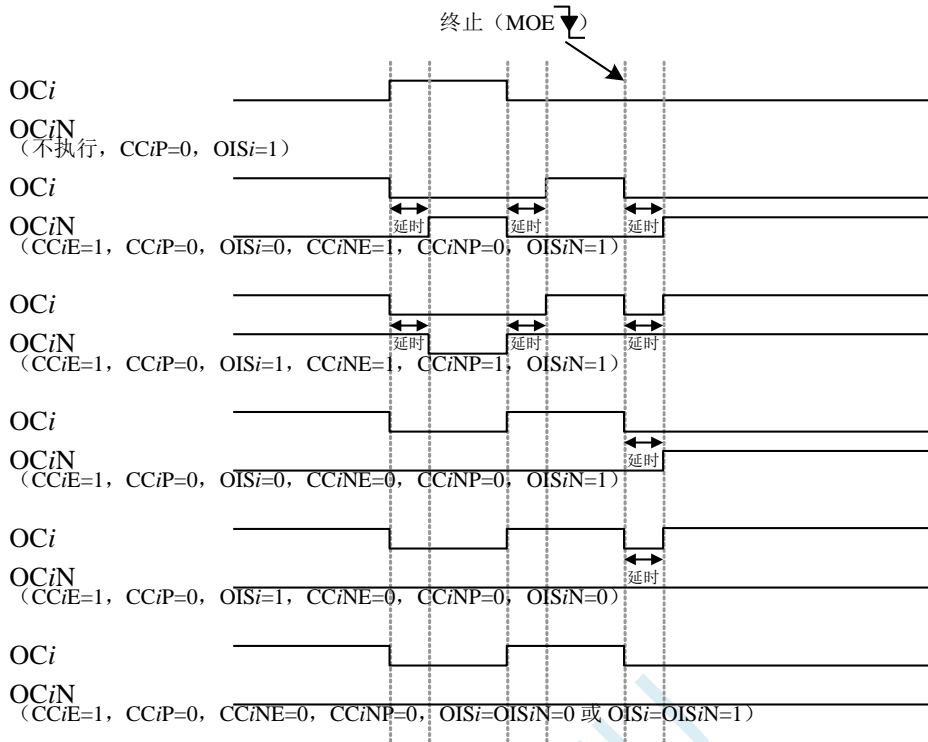 终止（MOE）
OCi
OCiN
（不执行，CCiP=0，OISi=1）
OCi
OCiN
延时 延时 延时
（CCiE=1，CCiP=0，OISi=0，CCiNE=1，CCiNP=0，OISiN=1）
OCi
OCiN
延时 延时 延时
（CCiE=1，CCiP=0，OISi=1，CCiNE=1，CCiNP=1，OISiN=1）
OCi
OCiN
延时
（CCiE=1，CCiP=0，OISi=0，CCiNE=0，CCiNP=0，OISiN=1）
OCi
OCiN
延时
（CCiE=1，CCiP=0，OISi=1，CCiNE=0，CCiNP=0，OISiN=0）
OCi
OCiN
（CCiE=1，CCiP=0，CCiNE=0，CCiNP=0，OISi=OISiN=0 或 OISi=OISiN=1）